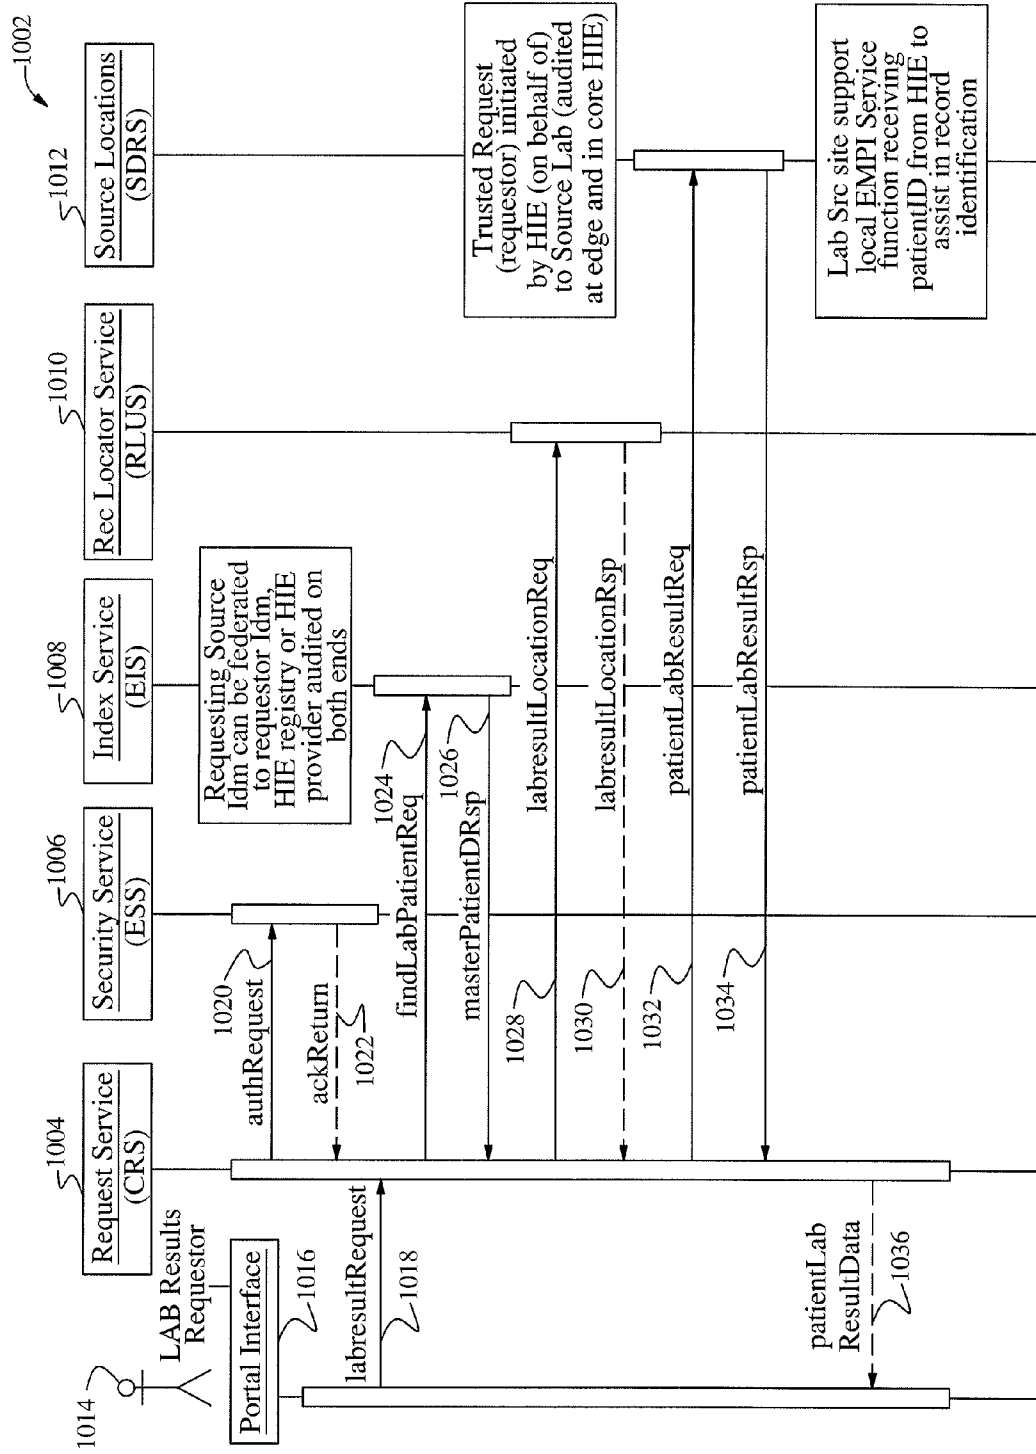 1002
1004
Request Service
(CRS)
1006
Security Service
(ESS)
1008
Index Service
(EIS)
1010
Rec Locator Service
(RLUS)
1012
Source Locations
(SDRS)
1014
LAB Results
Requestor
Portal Interface
1016
labresultRequest
1018
authRequest
1020
ackReturn
1022
Requesting Source
Idm can be federated
to requestor Idm,
HIE registry or HIE
provider audited on
both ends
findLabPatientReq
1024
masterPatientDRsp
1026
labresultLocationReq
1028
labresultLocationRsp
1030
Trusted Request
(requestor) initiated
by HIE (on behalf of)
to Source Lab (audited
at edge and in core HIE)
patientLabResultReq
1032
patientLabResultRsp
1034
Lab Src site support
local EMPI Service
function receiving
patientID from HIE to
assist in record
identification
patientLab
ResultData
1036